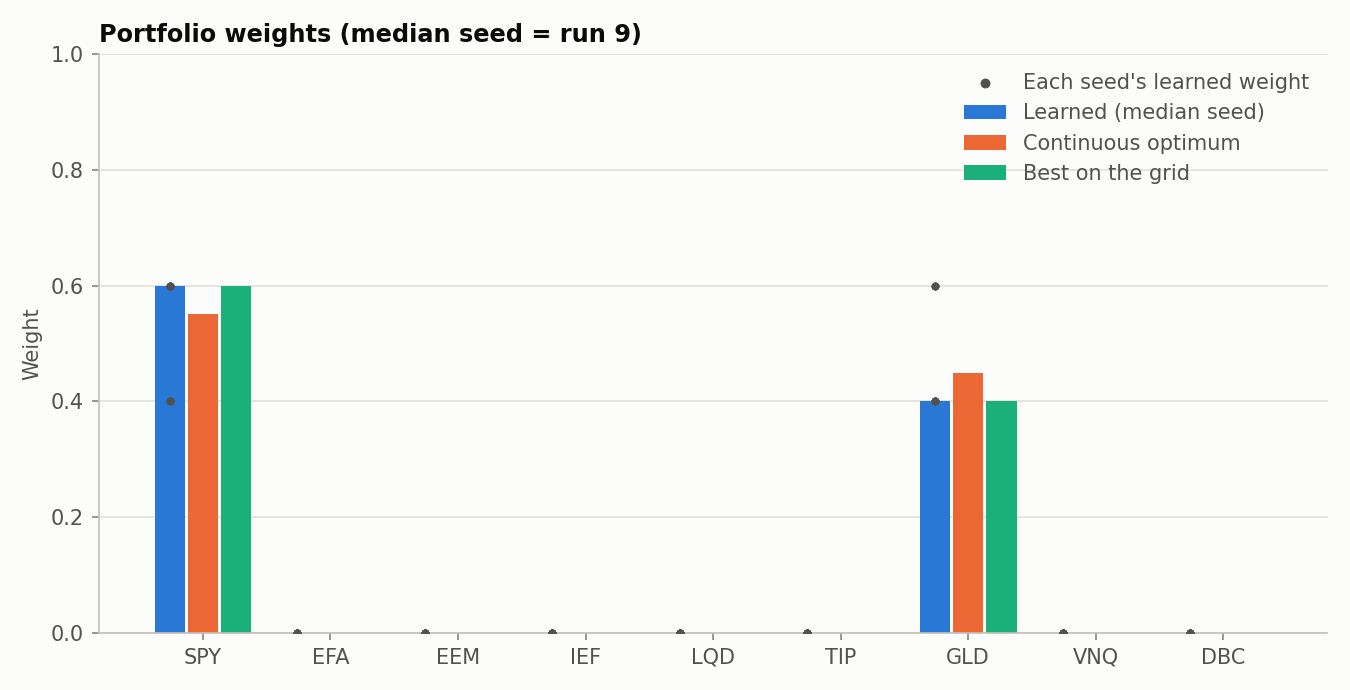 Portfolio weights (median seed = run 9)
1.0
0.8
0.6
0.4
0.2
0.0
Weight
Each seed's learned weight
Learned (median seed)
Continuous optimum
Best on the grid
SPY EFA EEM IEF LQD TIP GLD VNQ DBC